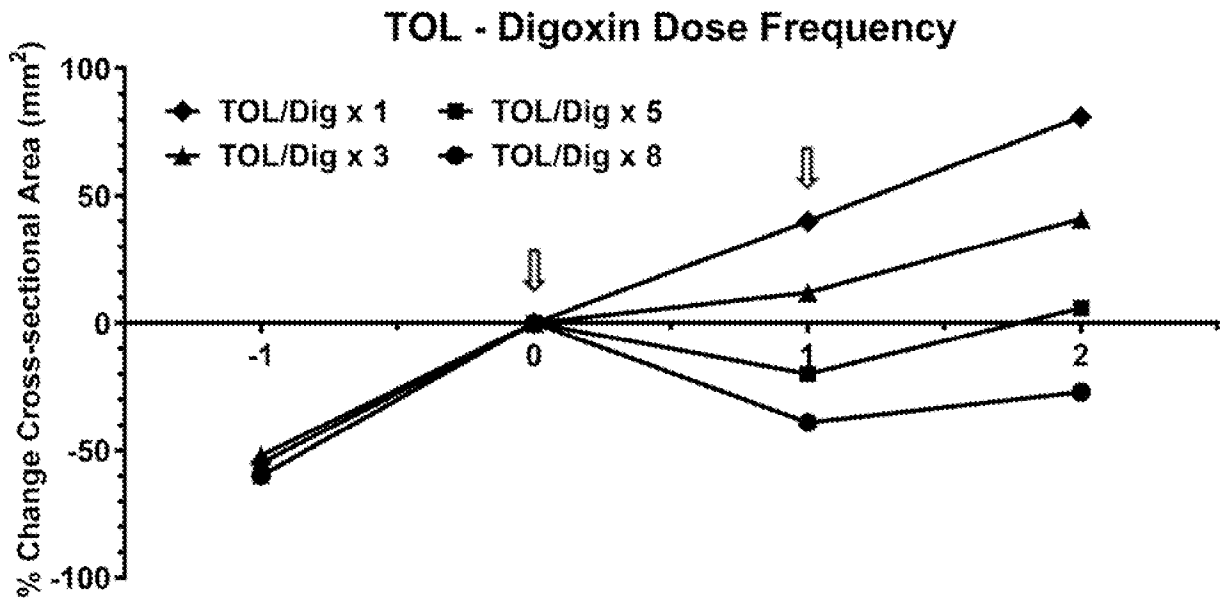 TOL - Digoxin Dose Frequency
% Change Cross-sectional Area (mm²)
100
TOL/Dig x 1 TOL/Dig x 5
TOL/Dig x 3 TOL/Dig x 8
50
0
-1 0 1 2
-50
-100